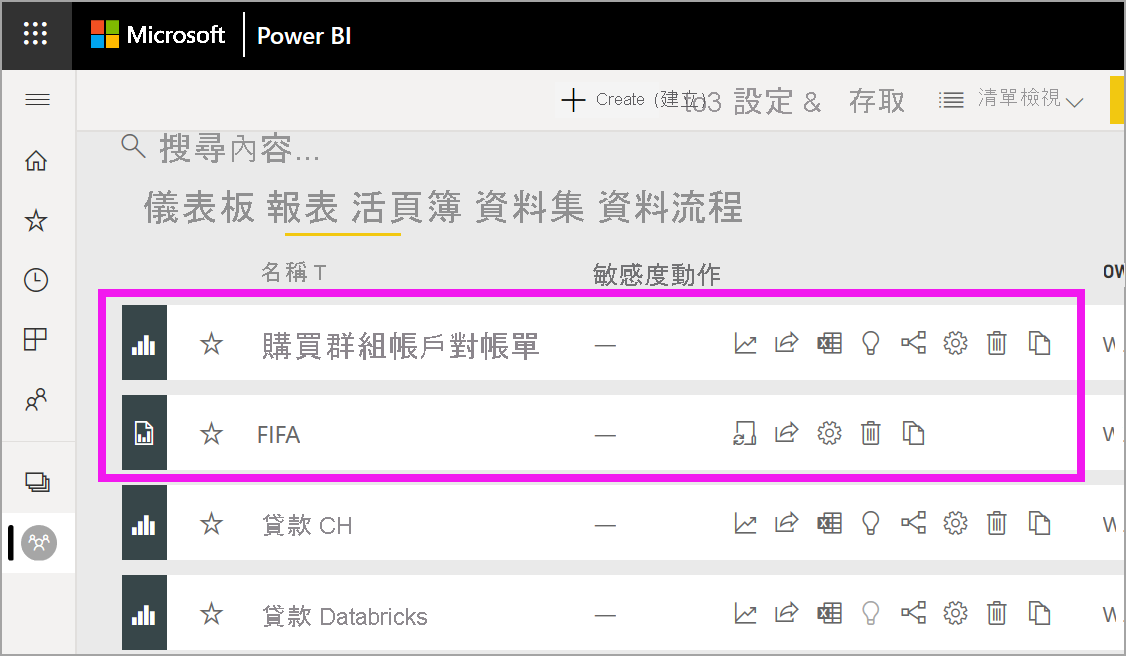 Microsoft Power BI
Create (建立) to3 設定 & 存取 清單檢視
搜尋內容...
儀表板 報表 活頁簿 資料集 資料流程
名稱 T 敏感度動作 OW
購買群組帳戶對帳單 — W
FIFA — W
貸款 CH — W
貸款 Databricks — W